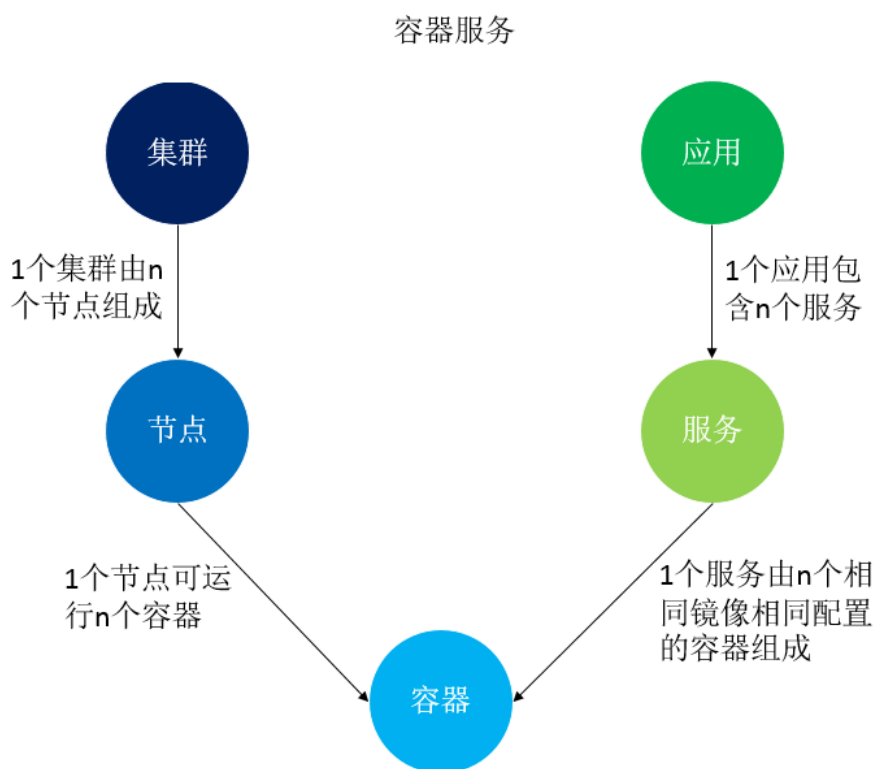 容器服务
集群
应用
1个集群由n
个节点组成
1个应用包
含n个服务
节点
服务
1个节点可运
行n个容器
1个服务由n个相
同镜像相同配置
的容器组成
容器